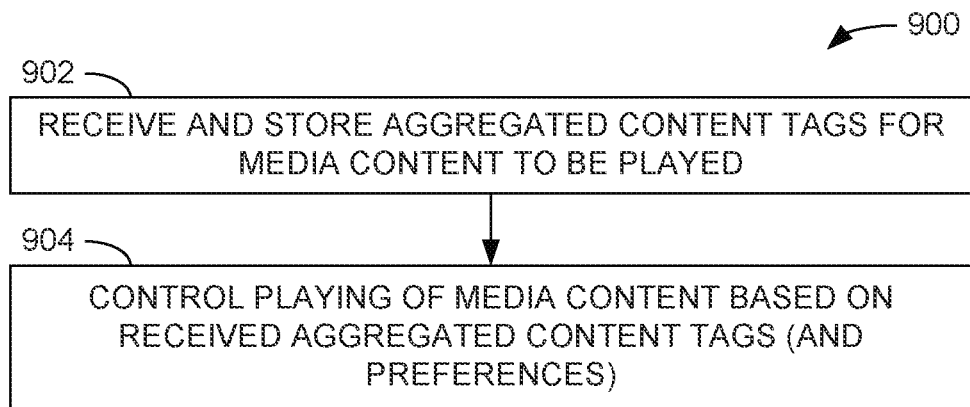 900
902
RECEIVE AND STORE AGGREGATED CONTENT TAGS FOR
MEDIA CONTENT TO BE PLAYED
904
CONTROL PLAYING OF MEDIA CONTENT BASED ON
RECEIVED AGGREGATED CONTENT TAGS (AND
PREFERENCES)